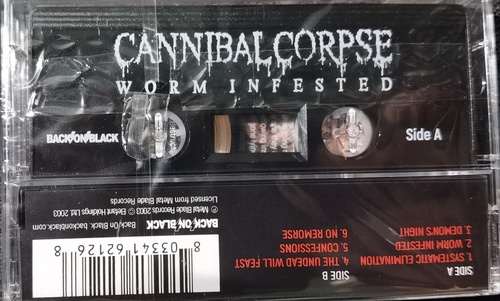 CANNIBAL CORPSE
WORM INFESTED
BACK ON BLACK
Side A
SIDE A
1. SYSTEMATIC ELIMINATION
2. WORM INFESTED
3. DEMON'S NIGHT
SIDE B
4. THE UNDEAD WILL FEAST
5. CONFESSIONS
6. NO REMORSE
8 03341 62126 8
BACK ON BLACK
Back On Black. backonblack.com
℗ Metal Blade Records 2003 © Elefant Holdings Ltd. 2003
Licensed from Metal Blade Records